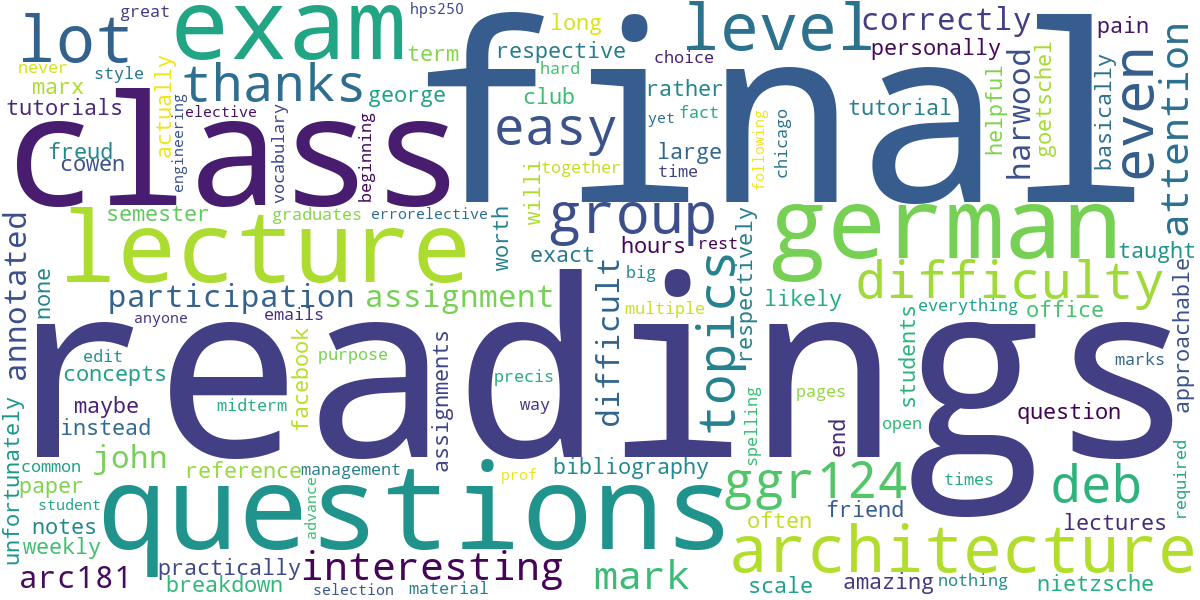 great
hps250
lot
exam
final
level
correctly
long
pain
term
respective
choice
personally
never
style
marx
thanks
hard
george
club
rather
fact
tutorial
tutorials
actually
elective
class
easy
yet
even
attention
helpful
harwood
goetschel
basically
freud
cowen
engineering
vocabulary
beginning
together
large
time
following
chicago
willi
semester
graduates
errorelective
group
german
lecture
worth
exact
hours
rest
taught
annotated
none
participation
assignment
big
difficulty
topics
respectively
likely
multiple
everything
office
anyone
emails
facebook
difficult
readings
approachable
edit
concepts
purpose
precis
students
marks
maybe
midterm
way
pages
question
instead
assignments
spelling
end
open
john
unfortunately
common
reference
management
prof
bibliography
ggr124
times
deb
required
paper
student
questions
advance
friend
notes
often
lectures
weekly
architecture
practically
interesting
arc181
mark
breakdown
selection
material
scale
amazing
nothing
nietzsche